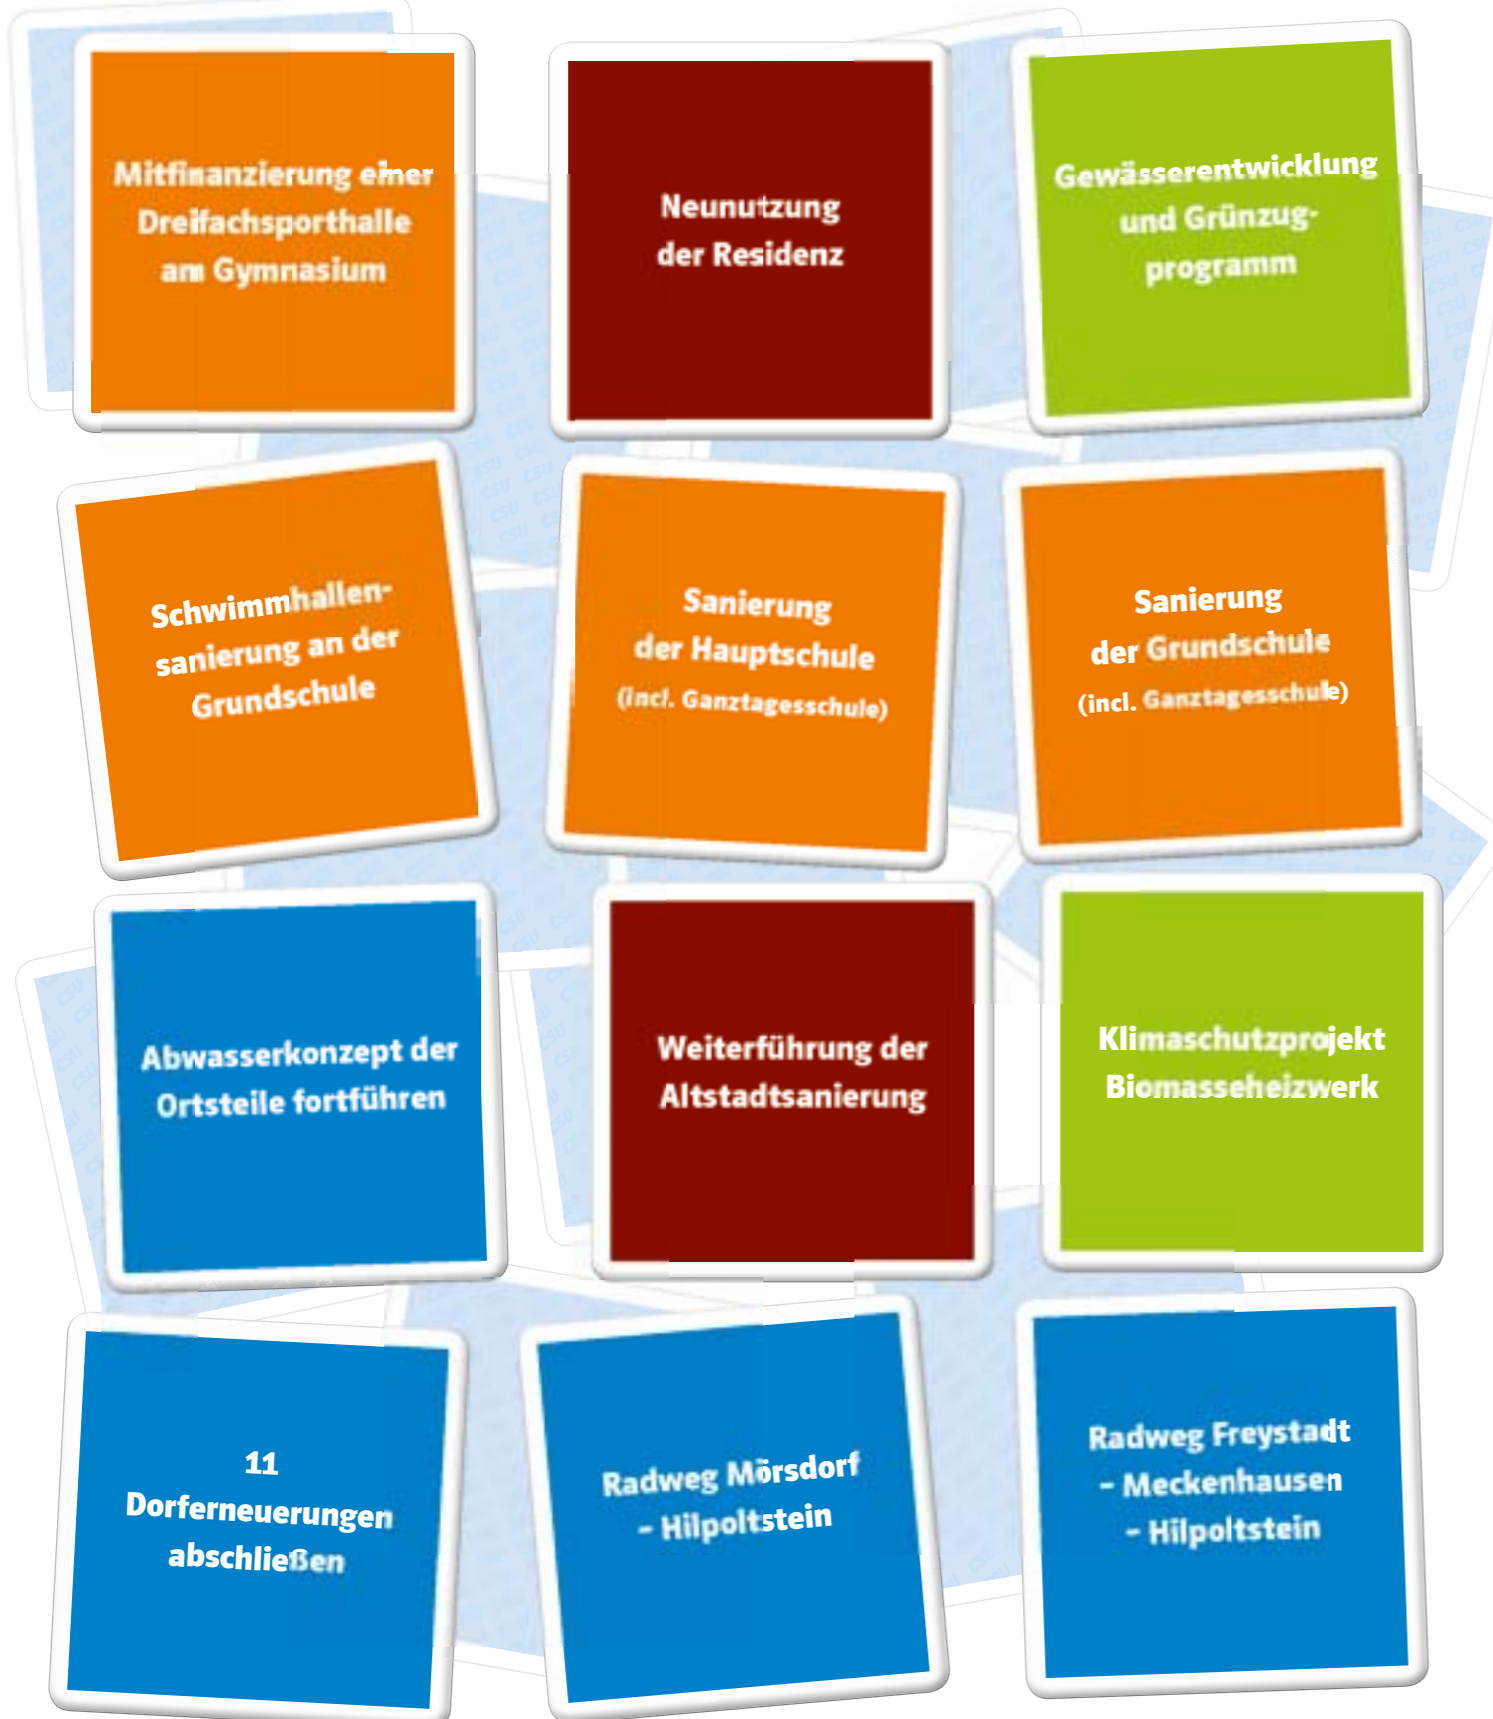 Mitfinanzierung einer
Dreifachsporthalle
am Gymnasium
Neunutzung
der Residenz
Gewässerentwicklung
und Grünzug-
programm
Schwimmhallen-
sanierung an der
Grundschule
Sanierung
der Hauptschule
(incl. Ganztagesschule)
Sanierung
der Grundschule
(incl. Ganztagesschule)
Abwasserkonzept der
Ortsteile fortführen
Weiterführung der
Altstadtsanierung
Klimaschutzprojekt
Biomasseheizwerk
11
Dorferneuerungen
abschließen
Radweg Mörsdorf
– Hilpoltstein
Radweg Freystadt
– Meckenhausen
– Hilpoltstein